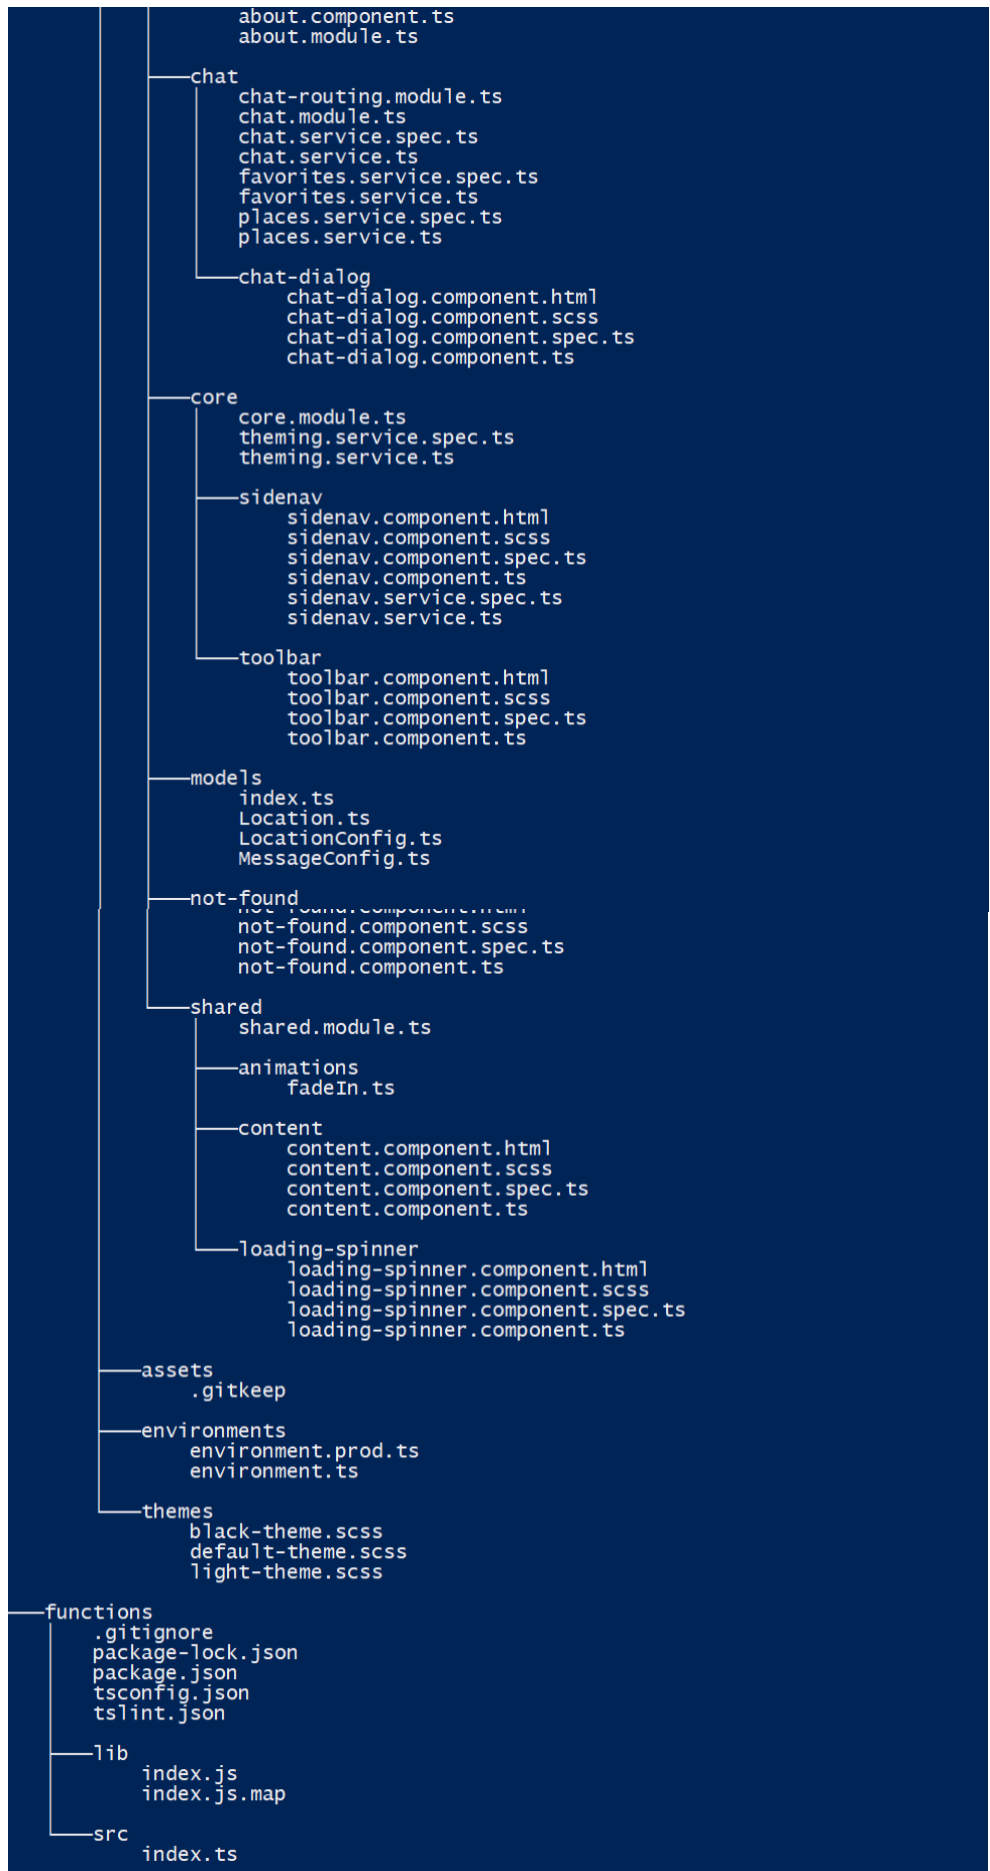 about.component.ts
about.module.ts
chat
chat-routing.module.ts
chat.module.ts
chat.service.spec.ts
chat.service.ts
favorites.service.spec.ts
favorites.service.ts
places.service.spec.ts
places.service.ts
chat-dialog
chat-dialog.component.html
chat-dialog.component.scss
chat-dialog.component.spec.ts
chat-dialog.component.ts
core
core.module.ts
theming.service.spec.ts
theming.service.ts
sidenav
sidenav.component.html
sidenav.component.scss
sidenav.component.spec.ts
sidenav.component.ts
sidenav.service.spec.ts
sidenav.service.ts
toolbar
toolbar.component.html
toolbar.component.scss
toolbar.component.spec.ts
toolbar.component.ts
models
index.ts
Location.ts
LocationConfig.ts
MessageConfig.ts
not-found
not-found.component.html
not-found.component.scss
not-found.component.spec.ts
not-found.component.ts
shared
shared.module.ts
animations
fadeIn.ts
content
content.component.html
content.component.scss
content.component.spec.ts
content.component.ts
loading-spinner
loading-spinner.component.html
loading-spinner.component.scss
loading-spinner.component.spec.ts
loading-spinner.component.ts
assets
.gitkeep
environments
environment.prod.ts
environment.ts
themes
black-theme.scss
default-theme.scss
light-theme.scss
functions
.gitignore
package-lock.json
package.json
tsconfig.json
tslint.json
lib
index.js
index.js.map
src
index.ts